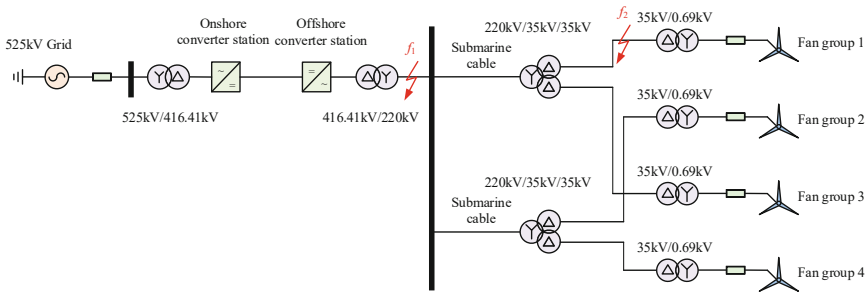 525kV Grid
Onshore
converter station
Offshore
converter station
f1
525kV/416.41kV
416.41kV/220kV
~
=
=
~
Submarine
cable
220kV/35kV/35kV
f2
35kV/0.69kV
Fan group 1
35kV/0.69kV
Fan group 2
Submarine
cable
220kV/35kV/35kV
35kV/0.69kV
Fan group 3
35kV/0.69kV
Fan group 4